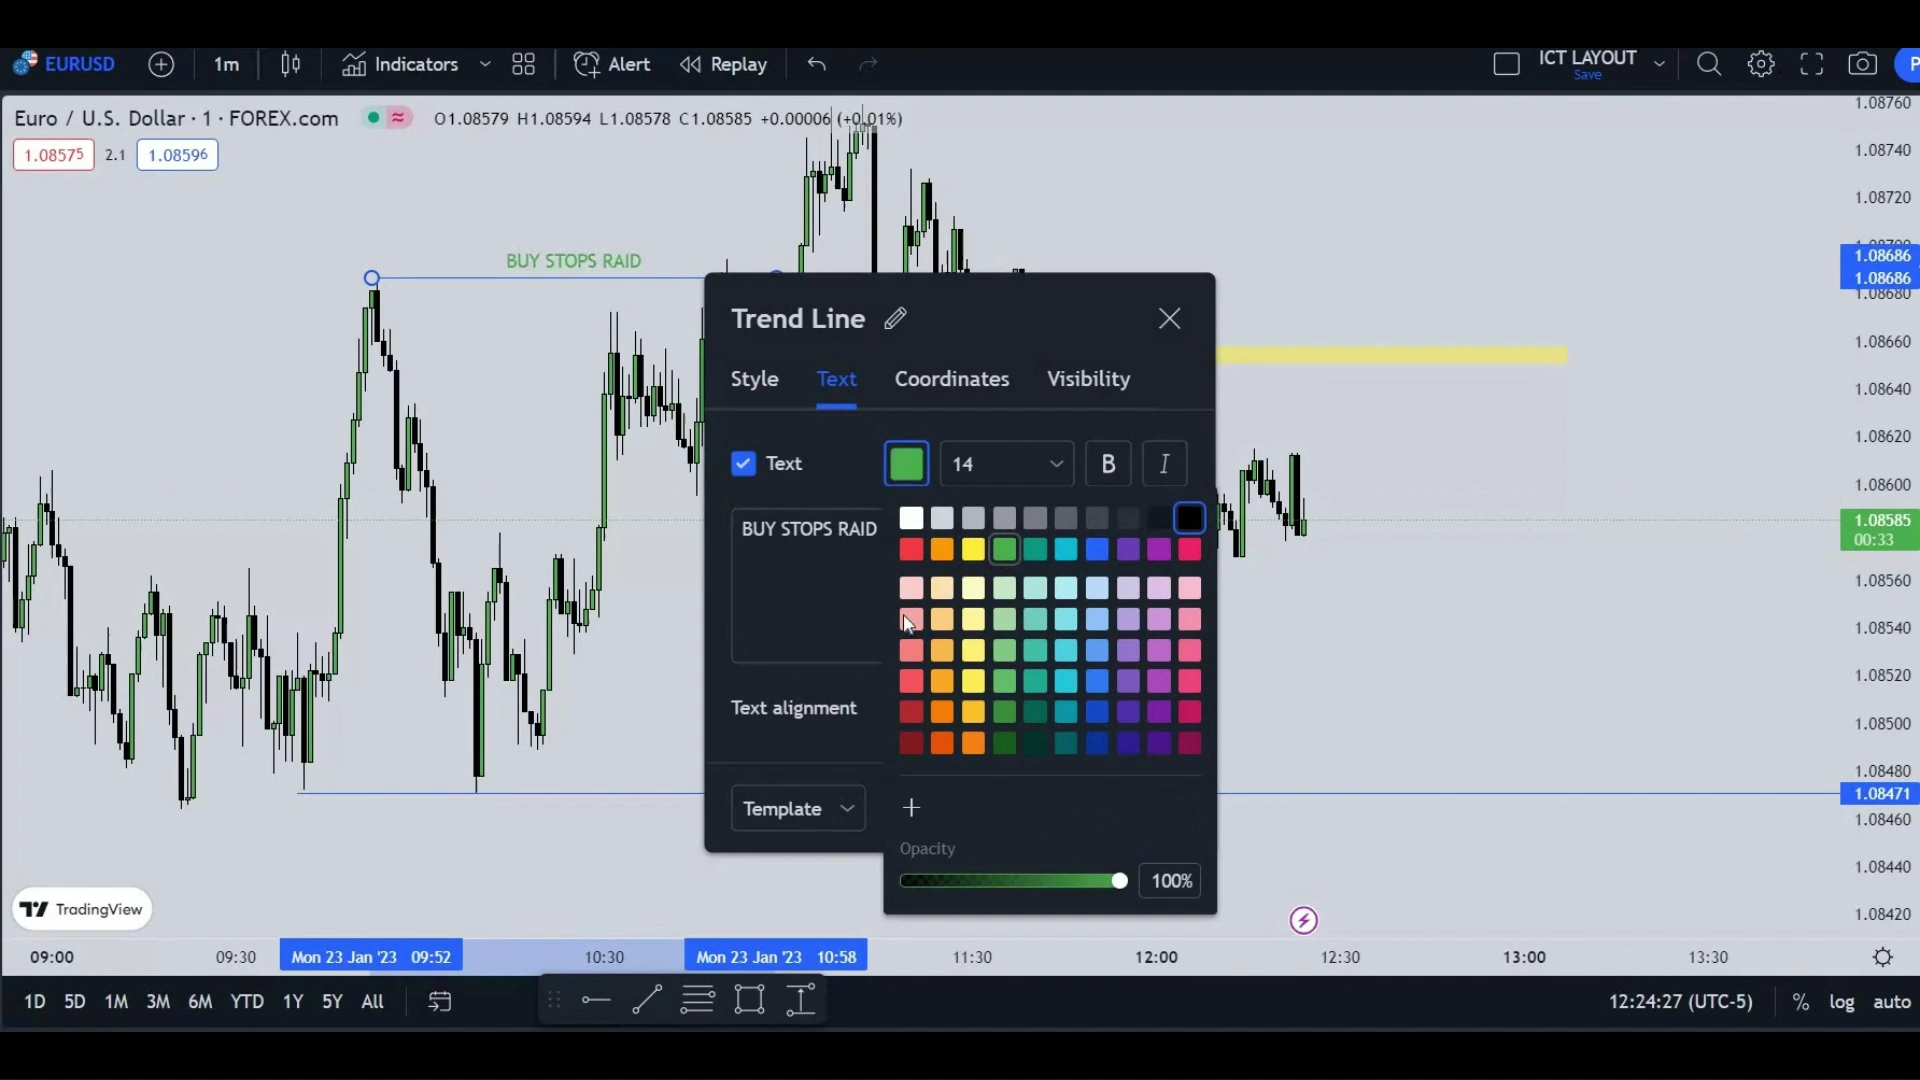 EURUSD 1m Indicators Alert Replay ICT LAYOUT
Save
Euro / U.S. Dollar · 1 · FOREX.com O1.08579 H1.08594 L1.08578 C1.08585 +0.00006 (+0.01%)
1.08575 2.1 1.08596
BUY STOPS RAID
Trend Line
Style Text Coordinates Visibility
Text 14 B I
BUY STOPS RAID
Text alignment
Template
Opacity
100%
1.08760
1.08740
1.08720
1.08686
1.08686
1.08680
1.08660
1.08640
1.08620
1.08600
1.08585
00:33
1.08560
1.08540
1.08520
1.08500
1.08480
1.08471
1.08460
1.08440
1.08420
TradingView
09:00 09:30 Mon 23 Jan '23 09:52 10:30 Mon 23 Jan '23 10:58 11:30 12:00 12:30 13:00 13:30
1D 5D 1M 3M 6M YTD 1Y 5Y All 12:24:27 (UTC-5) % log auto